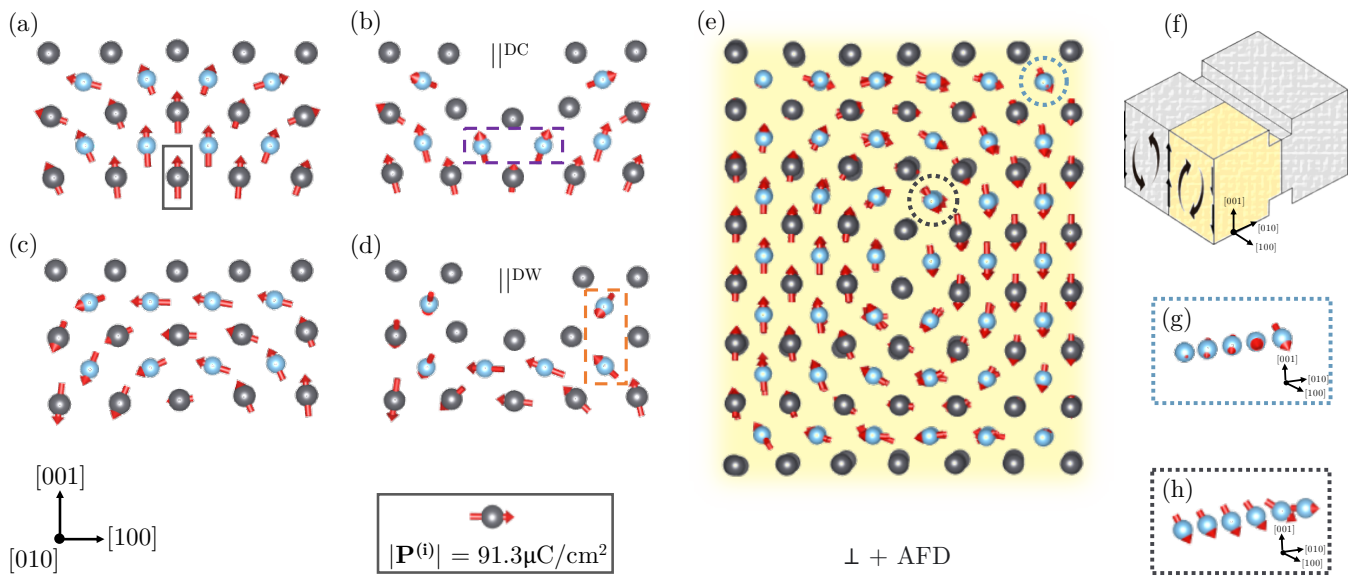 (a)
(b)
||^DC
(c)
(d)
||^DW
(e)
(f)
[001]
[010]
[100]
(g)
[001]
[010]
[100]
(h)
[001]
[010]
[100]
[001]
[100]
[010]
|P^(i)| = 91.3μC/cm²
⊥ + AFD